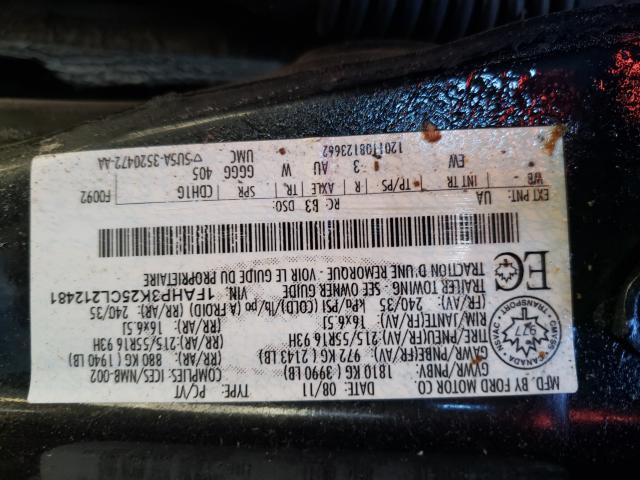 MFD. BY FORD MOTOR CO
DATE: 08/11
GVWR/PNBV: 1810 KG ( 3990 LB)
TYPE: PC/VT
GAWR/PNBE(FR/AV) 972 KG ( 2143 LB)
COMPLIES: ICES/NMB-002
(RR/AR) 880 KG ( 1940 LB)
TIRE/PNEU(FR/AV) 215/55R16 93H
(RR/AR) 215/55R16 93H
RIM/JANTE(FR/AV) 16x6.5J
(RR/AR) 16x6.5J
(FR/AV) 240/35 kPa/PSI (COLD)/lb/po (A FROID) (RR/AR) 240/35
TRAILER TOWING - SEE OWNER GUIDE
TRACTION D'UNE REMORQUE - VOIR LE GUIDE DU PROPRIETAIRE
VIN: 1FAHP3K25CL212481
TRANSPORT
CMVSS
CANADA
NSVAC
EC
EXT PNT: UA
RC: B3
DSO:
F0092
WB
INT TR
TP/PS
R
AXLE
TR
SPR
CDH1G
EW
3
AU
W
6666
405
UMC
1201T08123662
▽5U5A-3520472-AA